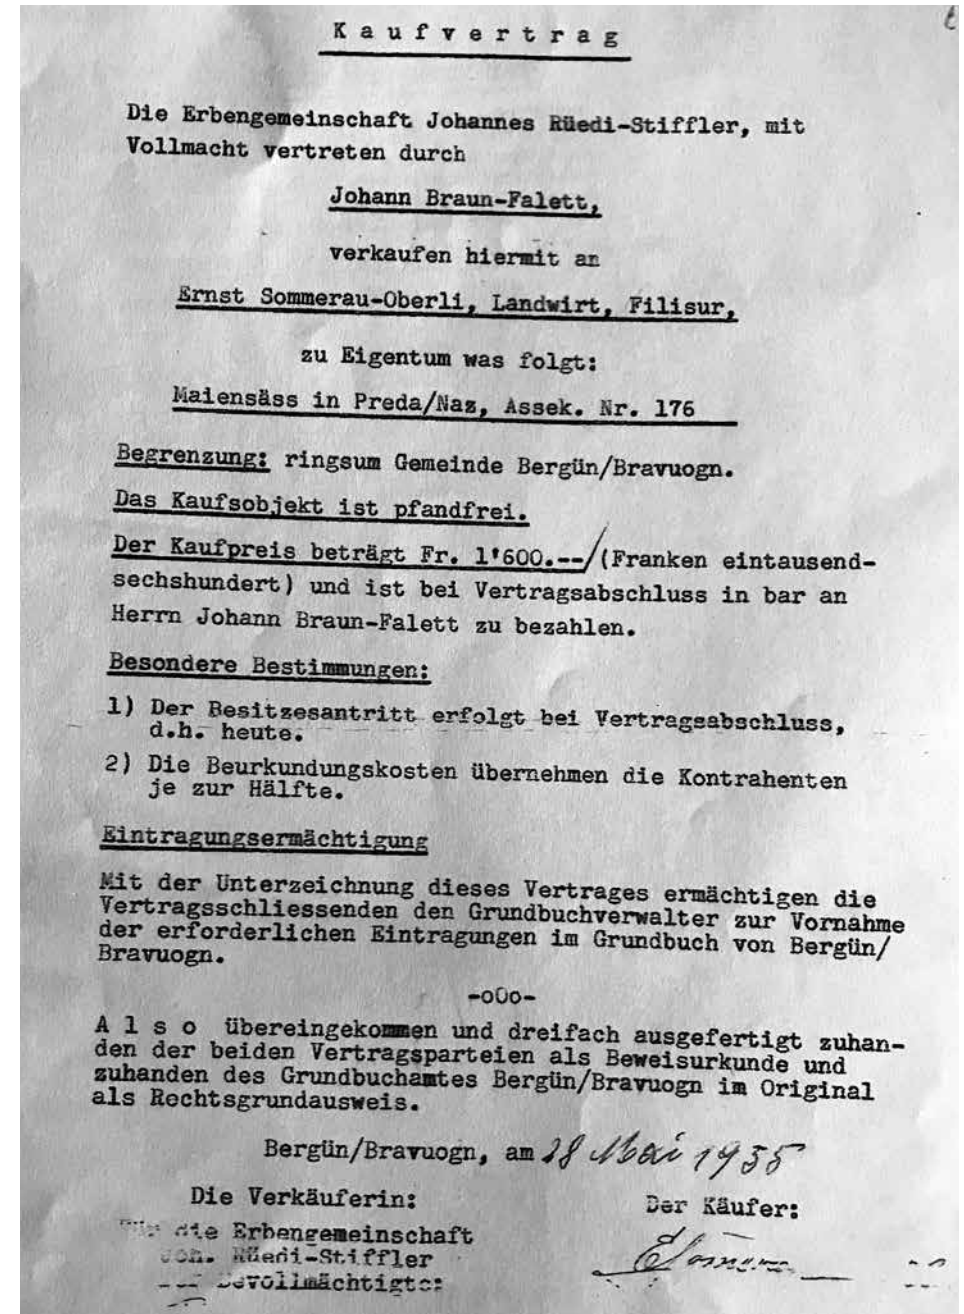 K a u f v e r t r a g
Die Erbengemeinschaft Johannes Rüedi-Stiffler, mit
Vollmacht vertreten durch
Johann Braun-Falett,
verkaufen hiermit an
Ernst Sommerau-Oberli, Landwirt, Filisur,
zu Eigentum was folgt:
Maiensäss in Preda/Naz, Assek. Nr. 176
Begrenzung: ringsum Gemeinde Bergün/Bravuogn.
Das Kaufsobjekt ist pfandfrei.
Der Kaufpreis beträgt Fr. 1'600.--/(Franken eintausend-
sechshundert) und ist bei Vertragsabschluss in bar an
Herrn Johann Braun-Falett zu bezahlen.
Besondere Bestimmungen:
1) Der Besitzesantritt erfolgt bei Vertragsabschluss,
d.h. heute.
2) Die Beurkundungskosten übernehmen die Kontrahenten
je zur Hälfte.
Eintragungsermächtigung
Mit der Unterzeichnung dieses Vertrages ermächtigen die
Vertragsschliessenden den Grundbuchverwalter zur Vornahme
der erforderlichen Eintragungen im Grundbuch von Bergün/
Bravuogn.
-oOo-
A l s o übereingekommen und dreifach ausgefertigt zuhan-
den der beiden Vertragsparteien als Beweisurkunde und
zuhanden des Grundbuchamtes Bergün/Bravuogn im Original
als Rechtsgrundausweis.
Bergün/Bravuogn, am 28 Mai 1955
Die Verkäuferin:
Der Käufer:
die Erbengemeinschaft
Joh. Rüedi-Stiffler
Bevollmächtigte: